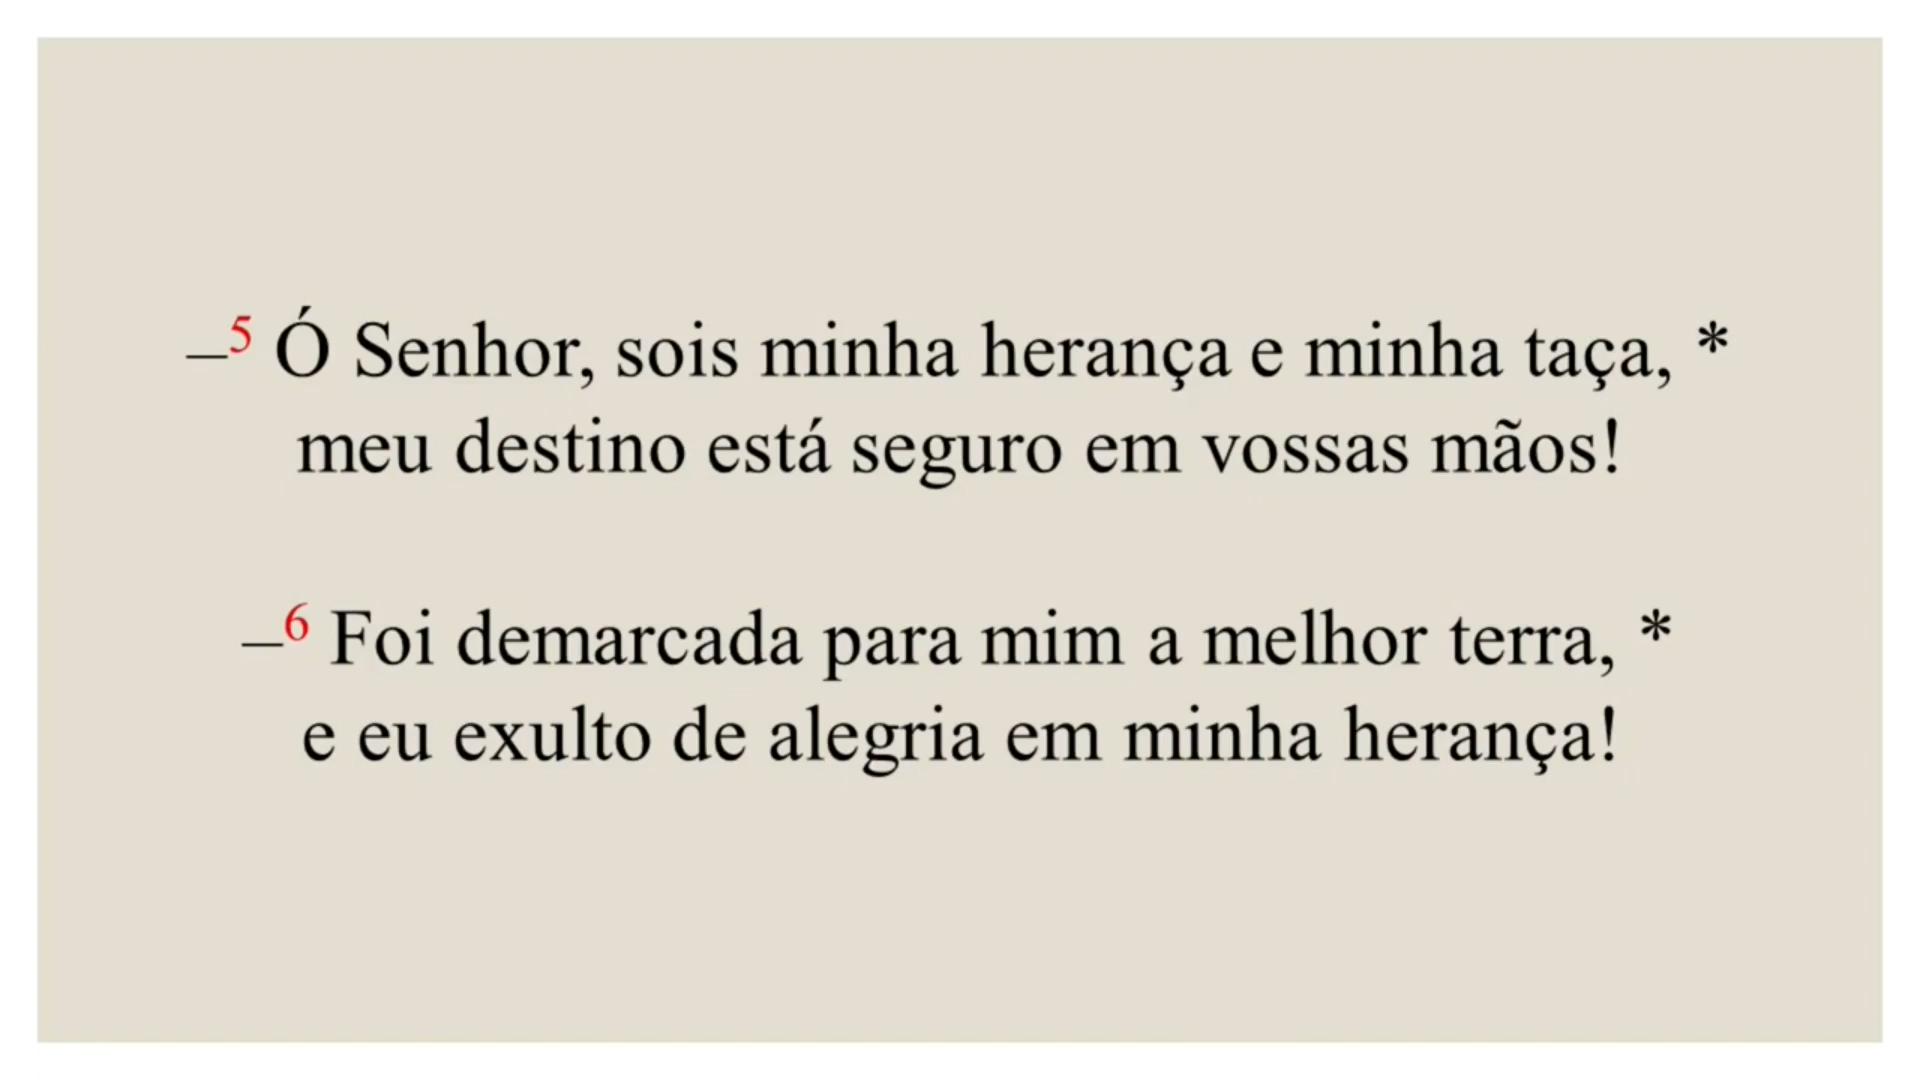 –5 Ó Senhor, sois minha herança e minha taça, *
meu destino está seguro em vossas mãos!
–6 Foi demarcada para mim a melhor terra, *
e eu exulto de alegria em minha herança!